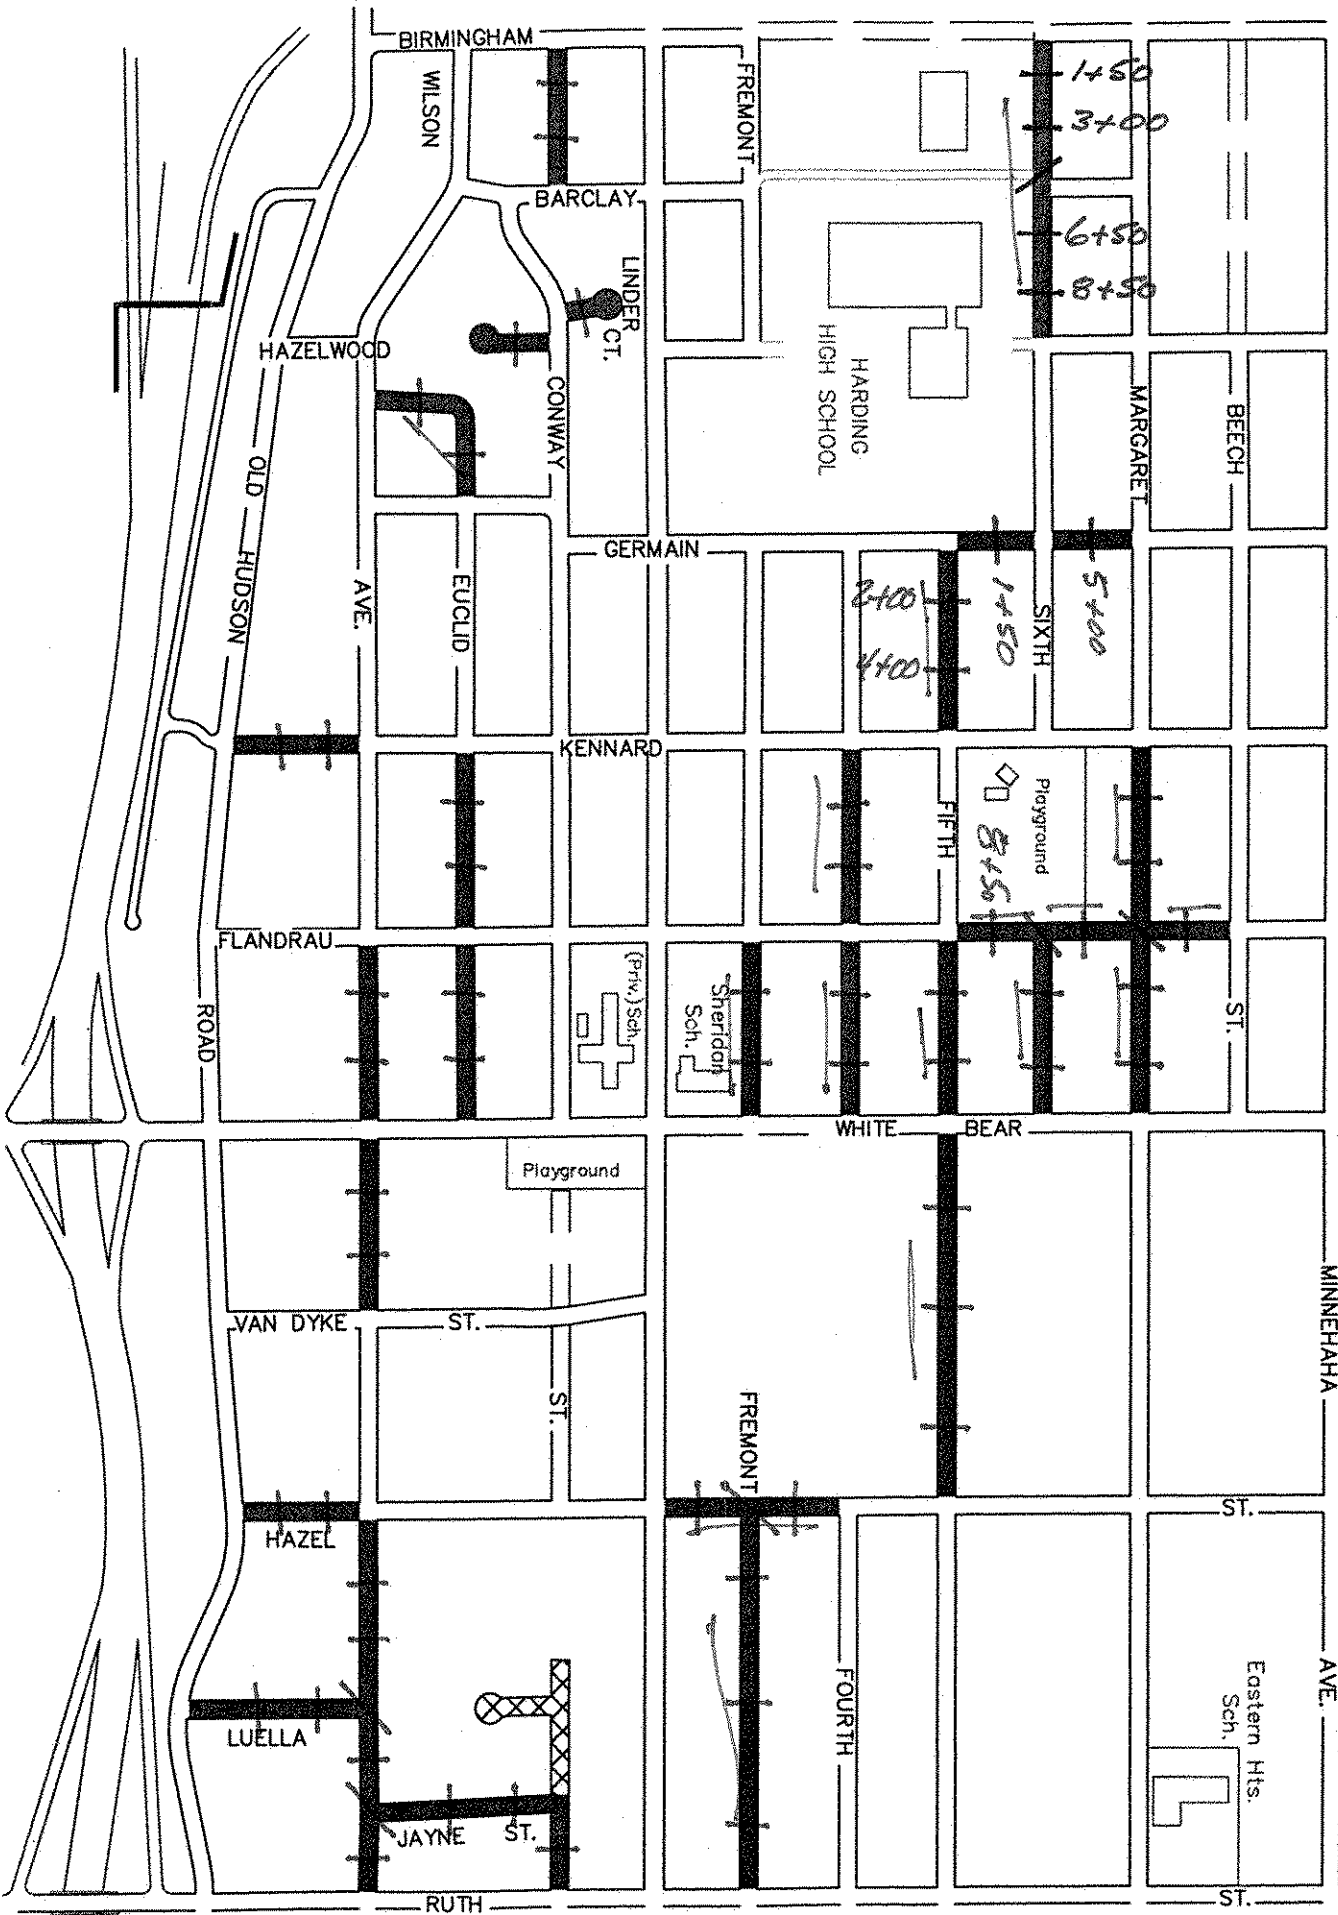 BIRMINGHAM
WILSON
FREMONT
1+50
3+00
BARCLAY
6+50
8+50
LINDER
CT.
HAZELWOOD
CONWAY
HARDING
HIGH SCHOOL
MARGARET
BEECH
OLD
HUDSON
AVE.
EUCLID
GERMAIN
2+00
4+00
1+50
5+00
SIXTH
KENNARD
FIFTH
Playground
8+50
FLANDRAU
ROAD
(Priv.) Sch.
Sheridan
Sch.
ST.
WHITE
BEAR
Playground
MINNEHAHA
VAN DYKE
ST.
ST.
FREMONT
ST.
HAZEL
FOURTH
Eastern Hts.
Sch.
AVE.
LUELLA
JAYNE
ST.
RUTH
ST.